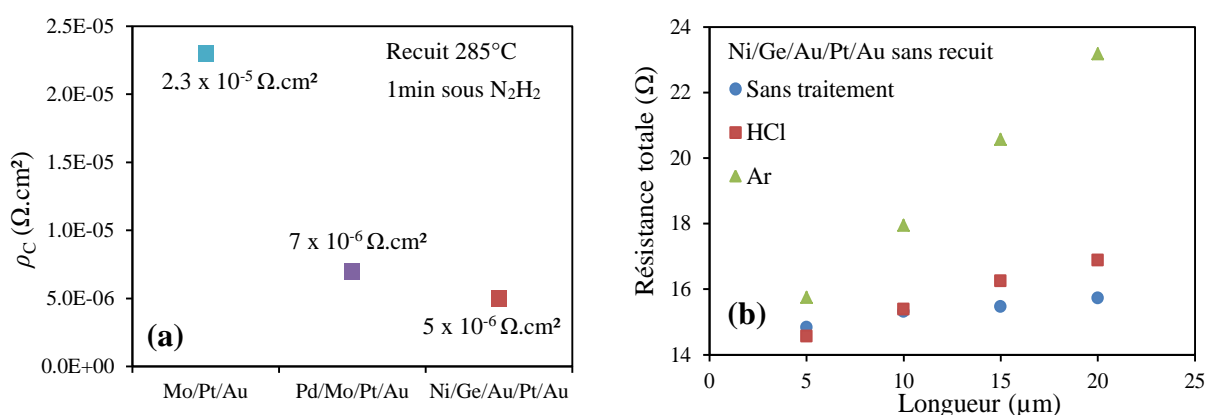 2.5E-05
2.0E-05
1.5E-05
1.0E-05
5.0E-06
0.0E+00
ρC (Ω.cm²)
Recuit 285°C
1min sous N₂H₂
2.3 x 10⁻⁵ Ω.cm²
7 x 10⁻⁶ Ω.cm²
5 x 10⁻⁶ Ω.cm²
(a)
Mo/Pt/Au
Pd/Mo/Pt/Au
Ni/Ge/Au/Pt/Au
24
22
20
18
16
14
Résistance totale (Ω)
Ni/Ge/Au/Pt/Au sans recuit
Sans traitement
HCl
Ar
(b)
0 5 10 15 20 25
Longueur (µm)